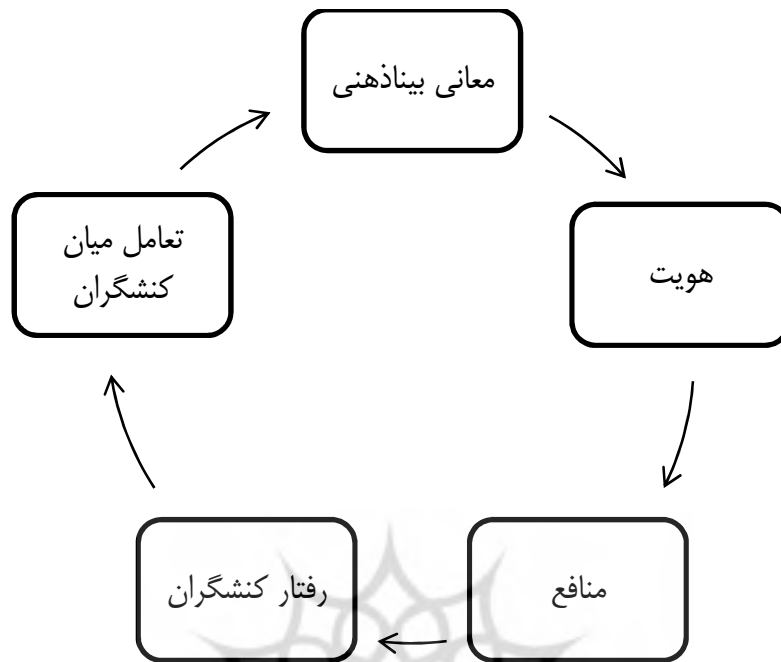 معانی بیناذهنی
هویت
منافع
رفتار کنشگران
تعامل میان
کنشگران